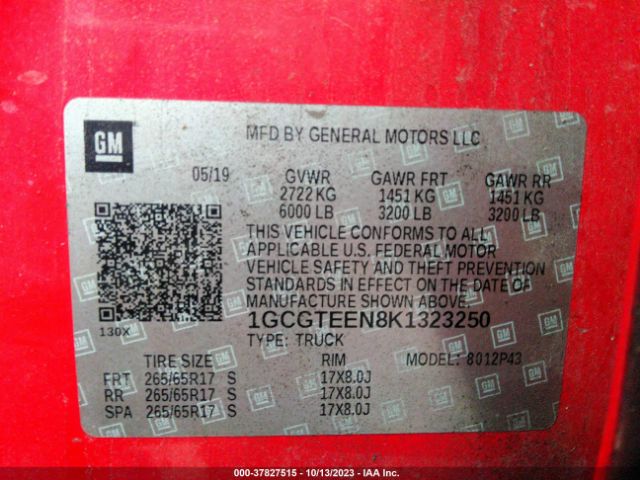 GM
MFD BY GENERAL MOTORS LLC
05/19 GVWR GAWR FRT GAWR RR
2722 KG 1451 KG 1451 KG
6000 LB 3200 LB 3200 LB
THIS VEHICLE CONFORMS TO ALL
APPLICABLE U.S. FEDERAL MOTOR
VEHICLE SAFETY AND THEFT PREVENTION
STANDARDS IN EFFECT ON THE DATE OF
MANUFACTURE SHOWN ABOVE.
130X 1GCGTEEN8K1323250
TYPE: TRUCK
TIRE SIZE RIM MODEL: 8012P43
FRT 265/65R17 S 17X8.0J
RR 265/65R17 S 17X8.0J
SPA 265/65R17 S 17X8.0J
000-37827515 - 10/13/2023 - IAA Inc.